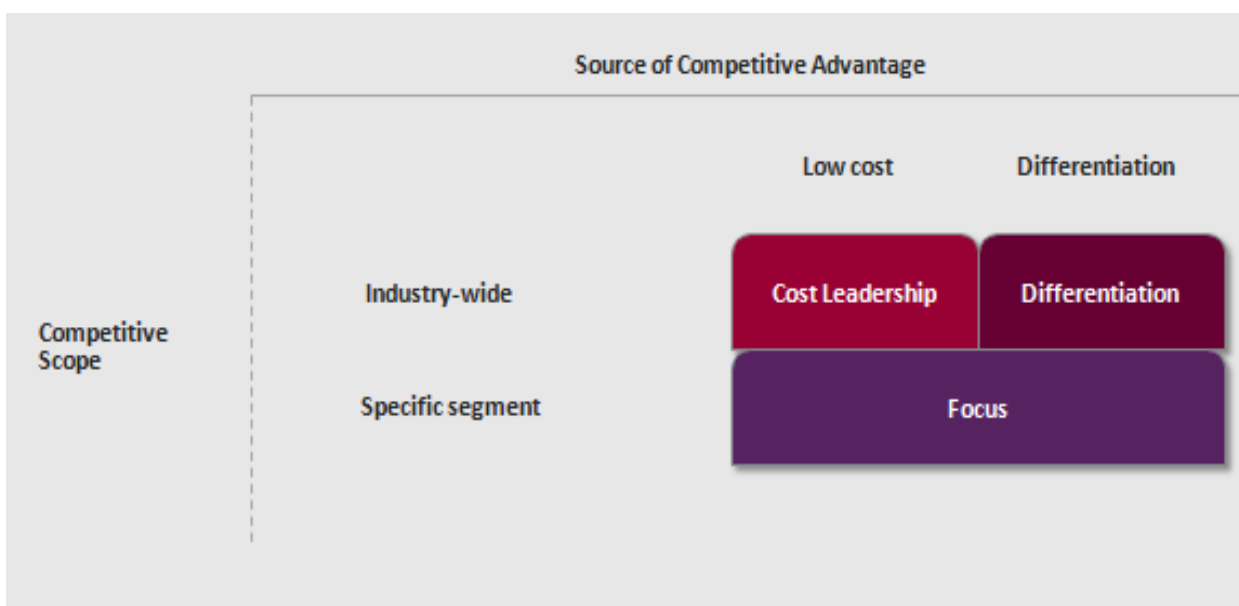 Source of Competitive Advantage
Low cost
Differentiation
Industry-wide
Cost Leadership
Differentiation
Competitive
Scope
Specific segment
Focus